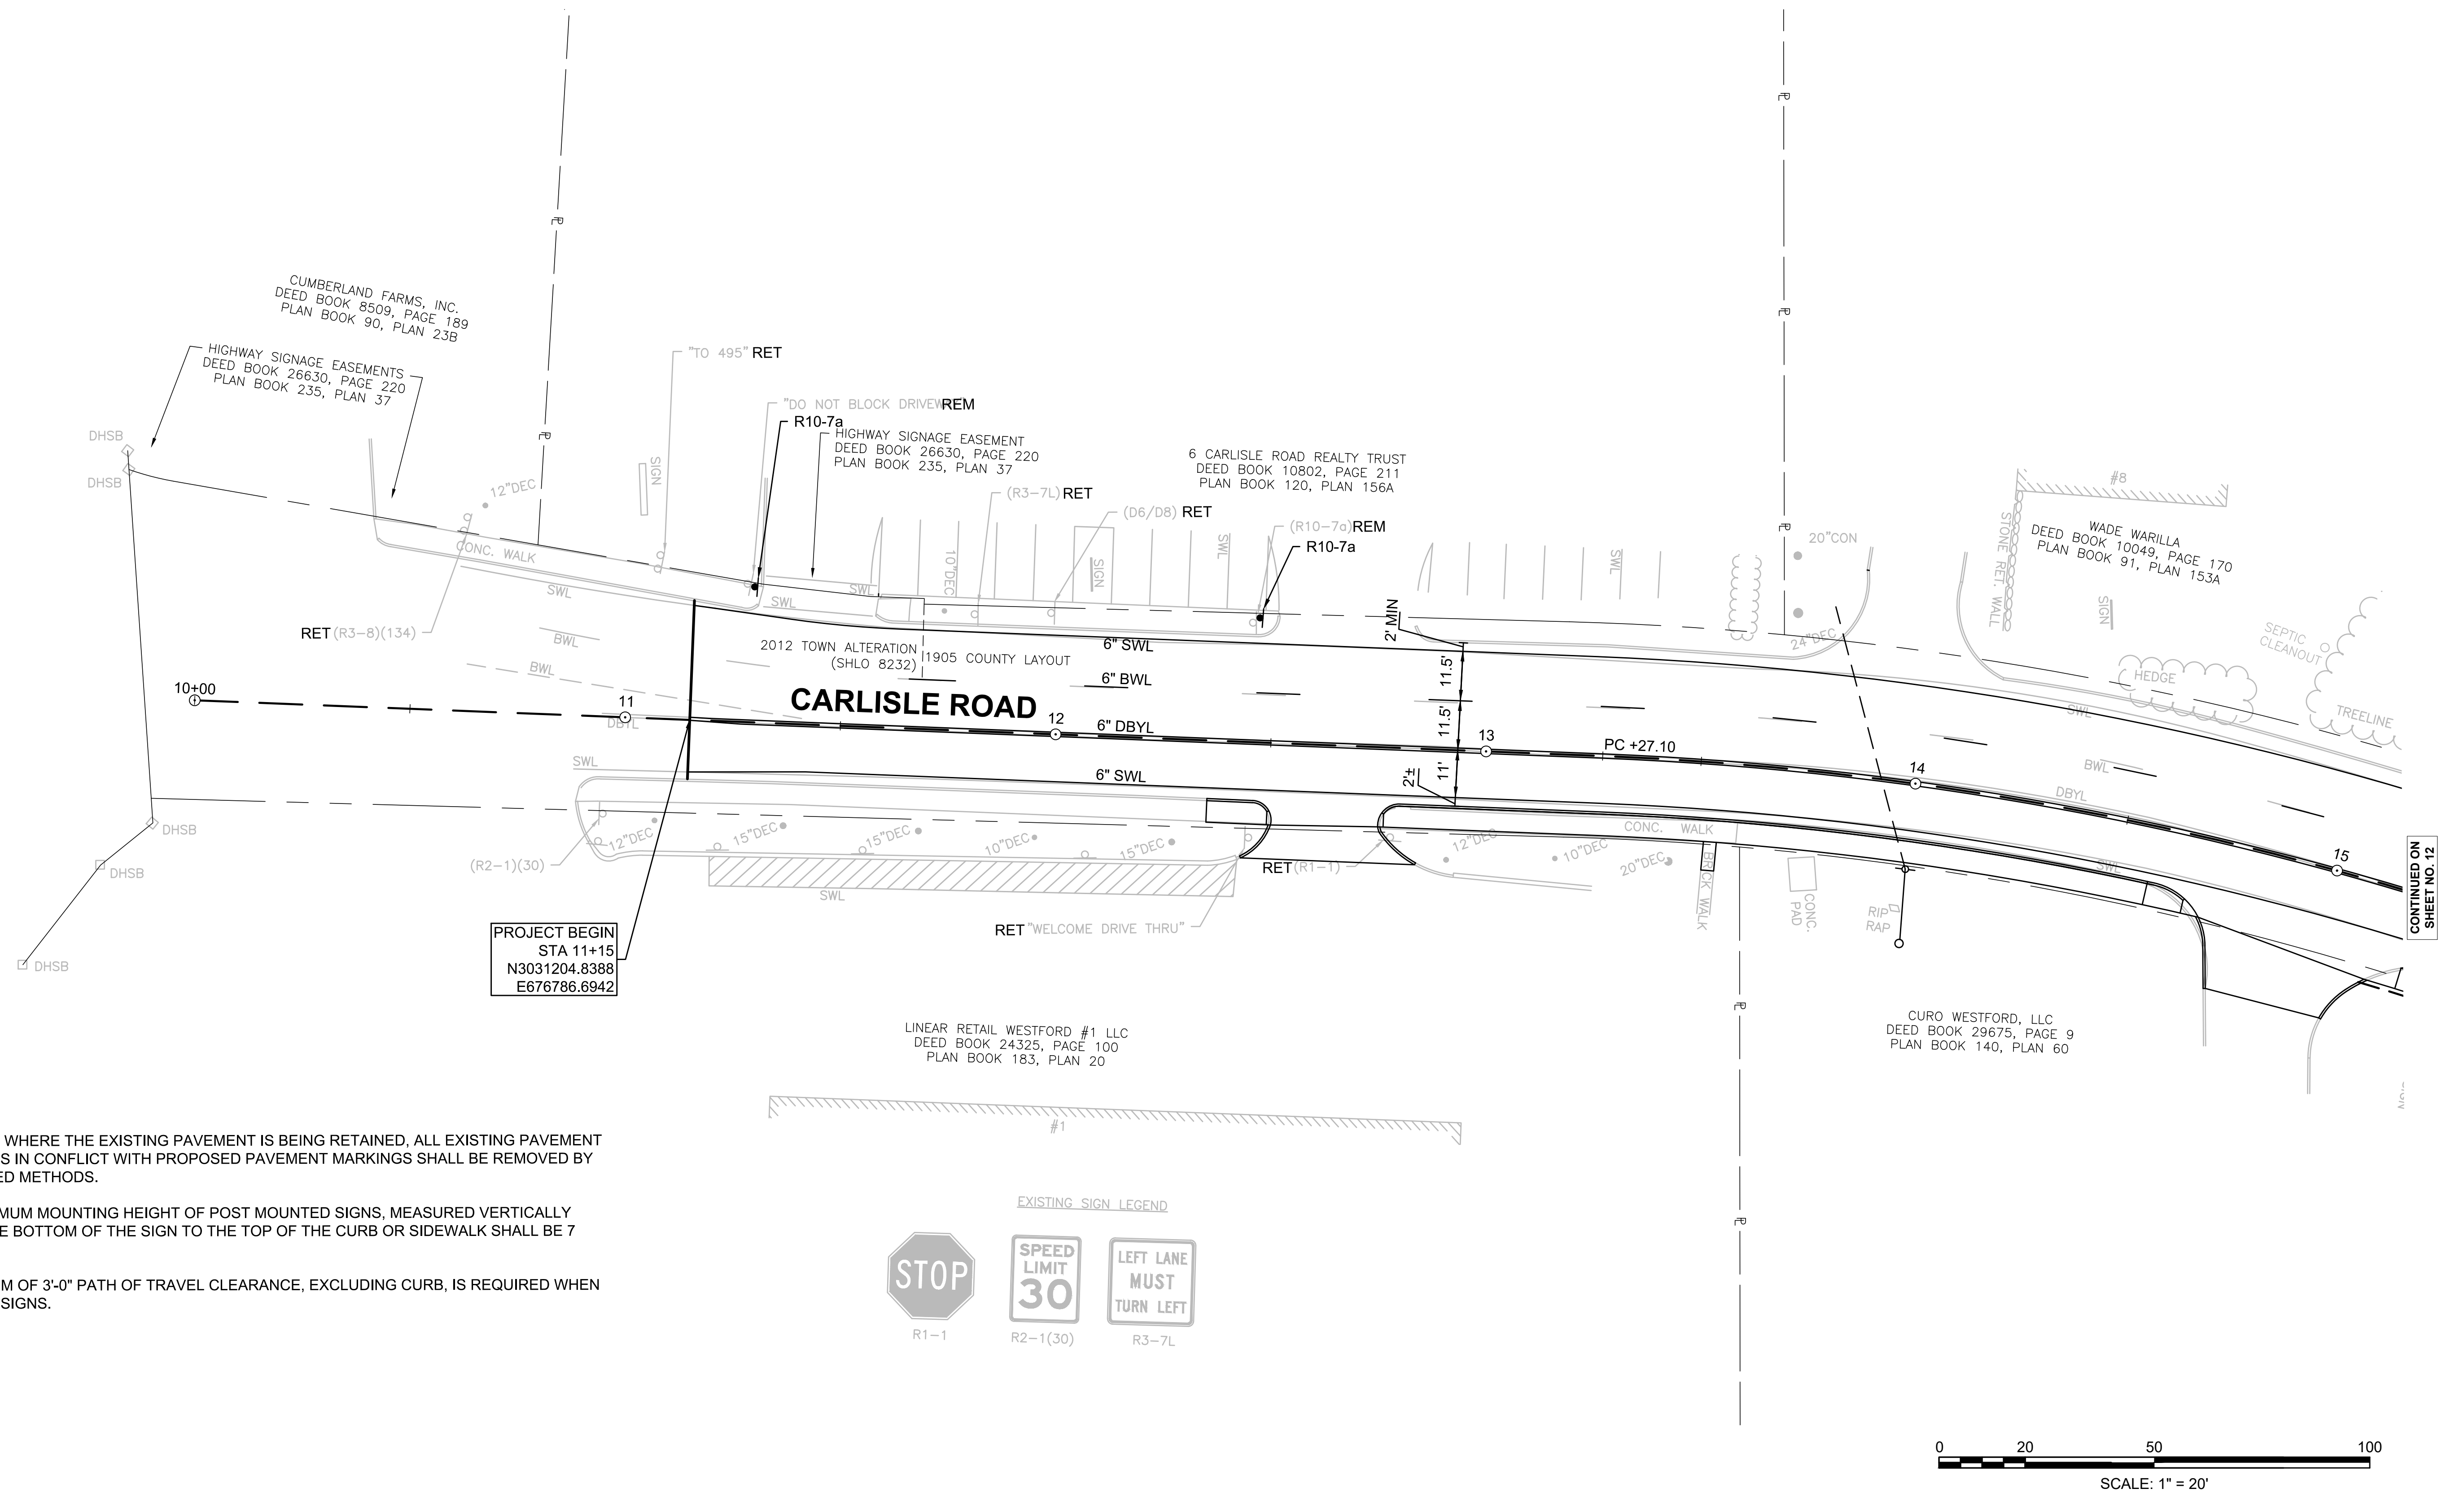 CUMBERLAND FARMS, INC.
DEED BOOK 8509, PAGE 189
PLAN BOOK 90, PLAN 23B
HIGHWAY SIGNAGE EASEMENTS
DEED BOOK 26630, PAGE 220
PLAN BOOK 235, PLAN 37
DHSB
DHSB
12"DEC
SIGN
"TO 495" RET
"DO NOT BLOCK DRIVEW REM
R10-7a
HIGHWAY SIGNAGE EASEMENT
DEED BOOK 26630, PAGE 220
PLAN BOOK 235, PLAN 37
(R3-7L) RET
(D6/D8) RET
6 CARLISLE ROAD REALTY TRUST
DEED BOOK 10802, PAGE 211
PLAN BOOK 120, PLAN 156A
(R10-7a) REM
R10-7a
10"DEC
SIGN
SWL
SWL
20"CON
24"DEC
#8
STONE RET. WALL
WADE WARILLA
DEED BOOK 10049, PAGE 170
PLAN BOOK 91, PLAN 153A
SIGN
SEPTIC
CLEANOUT
HEDGE
TREELINE
CONC. WALK
SWL
SWL
SWL
RET (R3-8)(134)
BWL
BWL
2012 TOWN ALTERATION
(SHLO 8232)
1905 COUNTY LAYOUT
6" SWL
6" BWL
2' MIN
11.5'
11.5'
11'
2'±
SWL
BWL
DBYL
SWL
10+00
11
DBYL
CARLISLE ROAD
12
6" DBYL
13
PC +27.10
14
15
SWL
6" SWL
DHSB
DHSB
DHSB
(R2-1)(30)
12"DEC
15"DEC
15"DEC
10"DEC
15"DEC
SWL
RET (R1-1)
12"DEC
10"DEC
20"DEC
CONC. WALK
BRICK WALK
CONC.
PAD
RIP
RAP
RET "WELCOME DRIVE THRU"
PROJECT BEGIN
STA 11+15
N3031204.8388
E676786.6942
CONTINUED ON
SHEET NO. 12
LINEAR RETAIL WESTFORD #1 LLC
DEED BOOK 24325, PAGE 100
PLAN BOOK 183, PLAN 20
CURO WESTFORD, LLC
DEED BOOK 29675, PAGE 9
PLAN BOOK 140, PLAN 60
#1
WHERE THE EXISTING PAVEMENT IS BEING RETAINED, ALL EXISTING PAVEMENT
S IN CONFLICT WITH PROPOSED PAVEMENT MARKINGS SHALL BE REMOVED BY
ED METHODS.
MUM MOUNTING HEIGHT OF POST MOUNTED SIGNS, MEASURED VERTICALLY
E BOTTOM OF THE SIGN TO THE TOP OF THE CURB OR SIDEWALK SHALL BE 7
M OF 3'-0" PATH OF TRAVEL CLEARANCE, EXCLUDING CURB, IS REQUIRED WHEN
SIGNS.
EXISTING SIGN LEGEND
STOP
R1-1
SPEED
LIMIT
30
R2-1(30)
LEFT LANE
MUST
TURN LEFT
R3-7L
0 20 50 100
SCALE: 1" = 20'